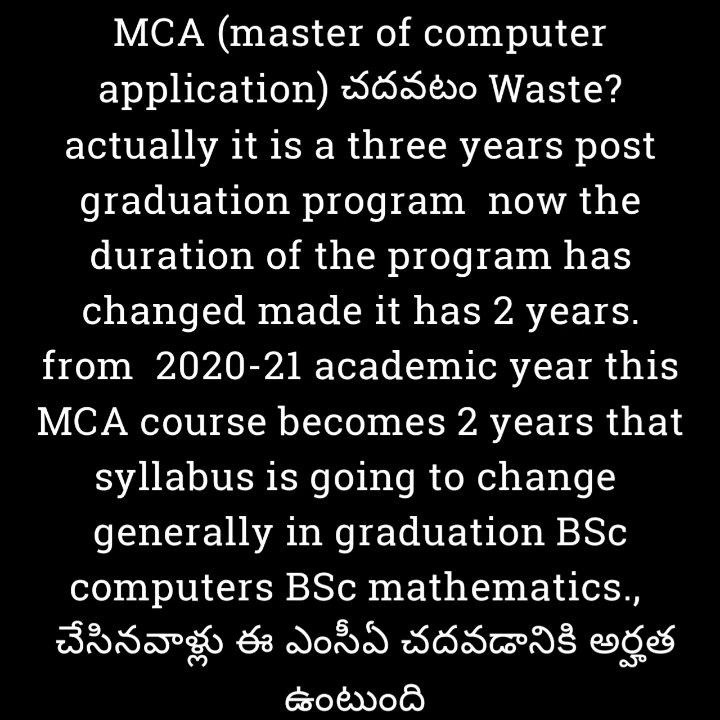 MCA (master of computer
application) చదవటం Waste?
actually it is a three years post
graduation program now the
duration of the program has
changed made it has 2 years.
from 2020-21 academic year this
MCA course becomes 2 years that
syllabus is going to change
generally in graduation BSc
computers BSc mathematics.,
చేసినవాళ్లు ఈ ఎంసీఏ చదవడానికి అర్హత
ఉంటుంది